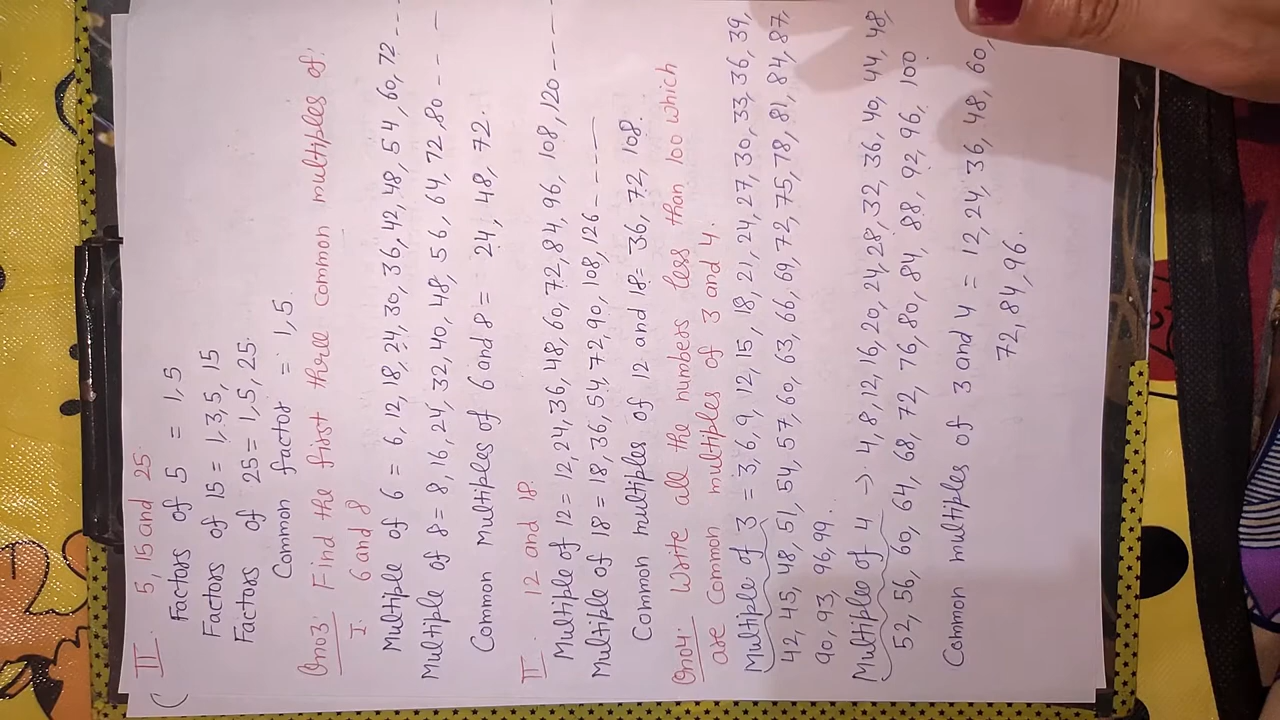 II. 5, 15 and 25.
Factors of 5 = 1, 5
Factors of 15 = 1, 3, 5, 15
Factors of 25 = 1, 5, 25.
Common factor = 1, 5.
Qno3: Find the first three common multiples of:
I. 6 and 8
Multiple of 6 = 6, 12, 18, 24, 30, 36, 42, 48, 54, 60, 72 ---
Multiple of 8 = 8, 16, 24, 32, 40, 48, 56, 64, 72, 80 ---
Common multiples of 6 and 8 = 24, 48, 72.
II. 12 and 18.
Multiple of 12 = 12, 24, 36, 48, 60, 72, 84, 96, 108, 120 ----
Multiple of 18 = 18, 36, 54, 72, 90, 108, 126 -----
Common multiples of 12 and 18 = 36, 72, 108.
Qno4: Write all the numbers less than 100 which
are common multiples of 3 and 4.
Multiple of 3 = 3, 6, 9, 12, 15, 18, 21, 24, 27, 30, 33, 36, 39,
42, 45, 48, 51, 54, 57, 60, 63, 66, 69, 72, 75, 78, 81, 84, 87,
90, 93, 96, 99.
Multiples of 4 → 4, 8, 12, 16, 20, 24, 28, 32, 36, 40, 44, 48,
52, 56, 60, 64, 68, 72, 76, 80, 84, 88, 92, 96, 100
Common multiples of 3 and 4 = 12, 24, 36, 48, 60,
72, 84, 96.